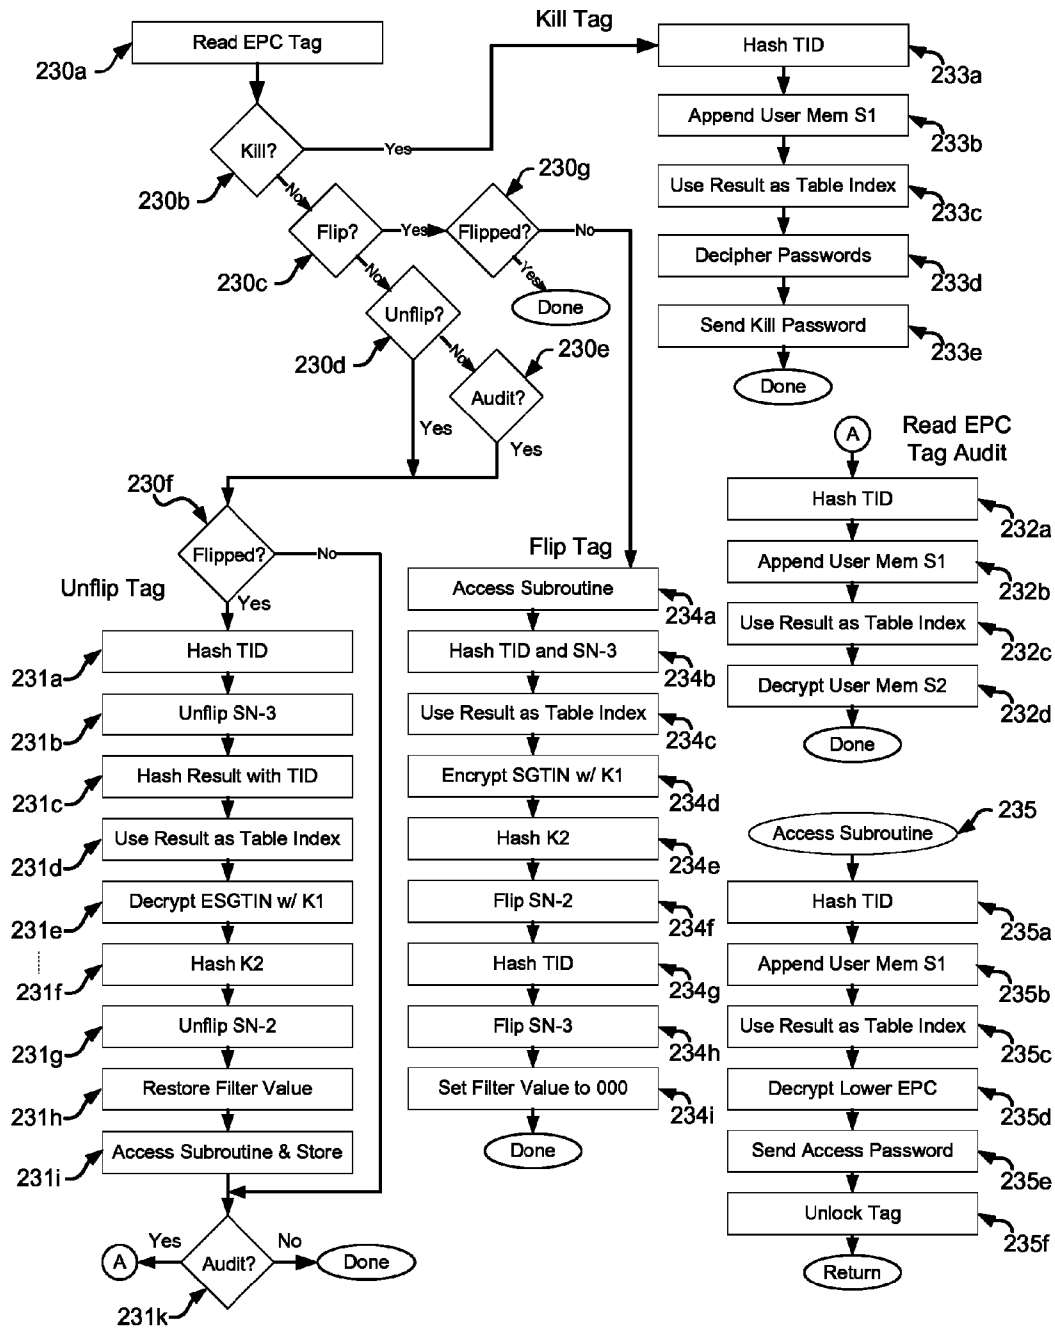 Kill Tag
Read EPC Tag
230a
Kill?
230b
Yes
No
Flip?
230c
Yes
No
Flipped?
230g
No
Yes
Done
Unflip?
230d
No
Yes
Audit?
230e
Yes
Hash TID
233a
Append User Mem S1
233b
Use Result as Table Index
233c
Decipher Passwords
233d
Send Kill Password
233e
Done
A
Read EPC
Tag Audit
Hash TID
232a
Append User Mem S1
232b
Use Result as Table Index
232c
Decrypt User Mem S2
232d
Done
230f
Flipped?
No
Yes
Unflip Tag
Hash TID
231a
Unflip SN-3
231b
Hash Result with TID
231c
Use Result as Table Index
231d
Decrypt ESGTIN w/ K1
231e
Hash K2
231f
Unflip SN-2
231g
Restore Filter Value
231h
Access Subroutine & Store
231i
Yes
A
Audit?
No
Done
231k
Flip Tag
Access Subroutine
234a
Hash TID and SN-3
234b
Use Result as Table Index
234c
Encrypt SGTIN w/ K1
234d
Hash K2
234e
Flip SN-2
234f
Hash TID
234g
Flip SN-3
234h
Set Filter Value to 000
234i
Done
Access Subroutine
235
Hash TID
235a
Append User Mem S1
235b
Use Result as Table Index
235c
Decrypt Lower EPC
235d
Send Access Password
235e
Unlock Tag
235f
Return